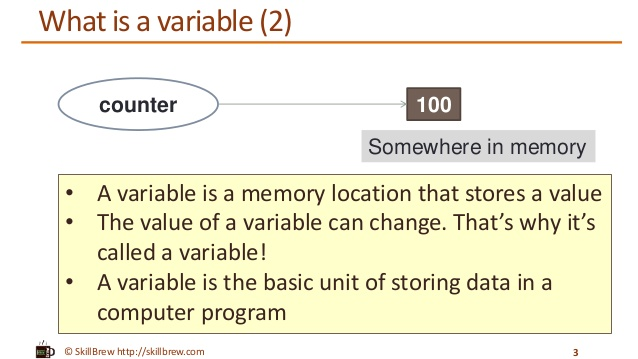 What is a variable (2)
counter
100
Somewhere in memory
• A variable is a memory location that stores a value
• The value of a variable can change. That’s why it’s
called a variable!
• A variable is the basic unit of storing data in a
computer program
© SkillBrew http://skillbrew.com
3